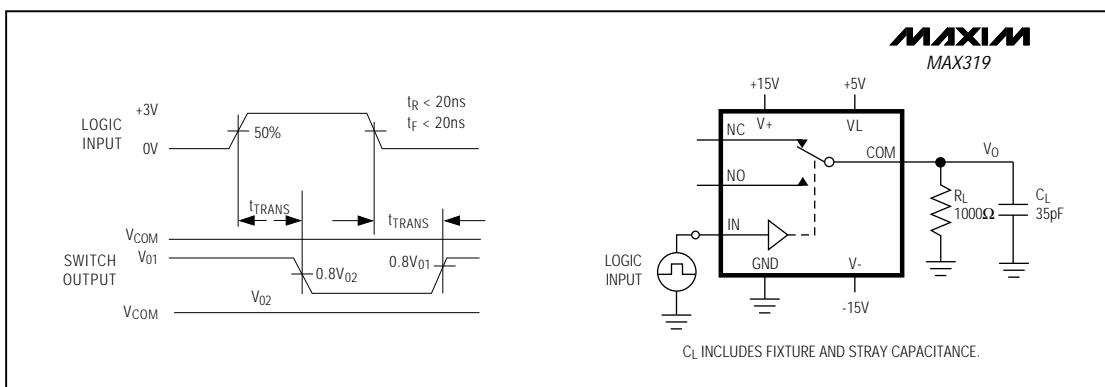 MAXIM
MAX319
+3V
LOGIC
INPUT
0V
50%
tR < 20ns
tF < 20ns
tTRANS
tTRANS
VCOM
V01
SWITCH
OUTPUT
0.8V02
0.8V01
V02
VCOM
+15V
+5V
V+
VL
NC
COM
VO
NO
RL
1000Ω
CL
35pF
IN
LOGIC
INPUT
GND
V-
-15V
CL INCLUDES FIXTURE AND STRAY CAPACITANCE.